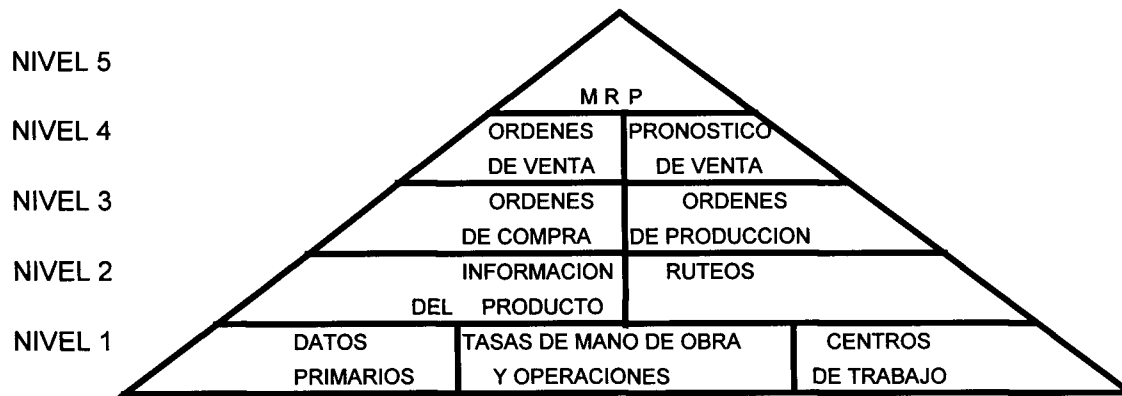 NIVEL 5
M R P
NIVEL 4
ORDENES
DE VENTA
PRONOSTICO
DE VENTA
NIVEL 3
ORDENES
DE COMPRA
ORDENES
DE PRODUCCION
NIVEL 2
INFORMACION
DEL PRODUCTO
RUTEOS
NIVEL 1
DATOS
PRIMARIOS
TASAS DE MANO DE OBRA
Y OPERACIONES
CENTROS
DE TRABAJO